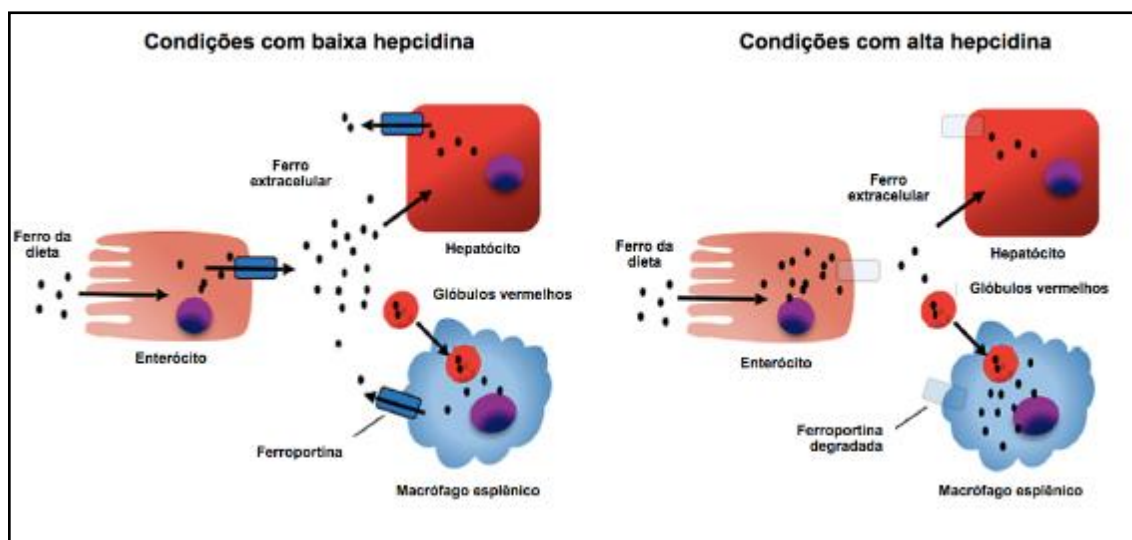 Condições com baixa hepcidina
Ferro
extracelular
Ferro da
dieta
Hepatócito
Glóbulos vermelhos
Enterócito
Ferroportina
Macrófago esplênico
Condições com alta hepcidina
Ferro
extracelular
Ferro da
dieta
Hepatócito
Glóbulos vermelhos
Enterócito
Ferroportina
degradada
Macrófago esplênico